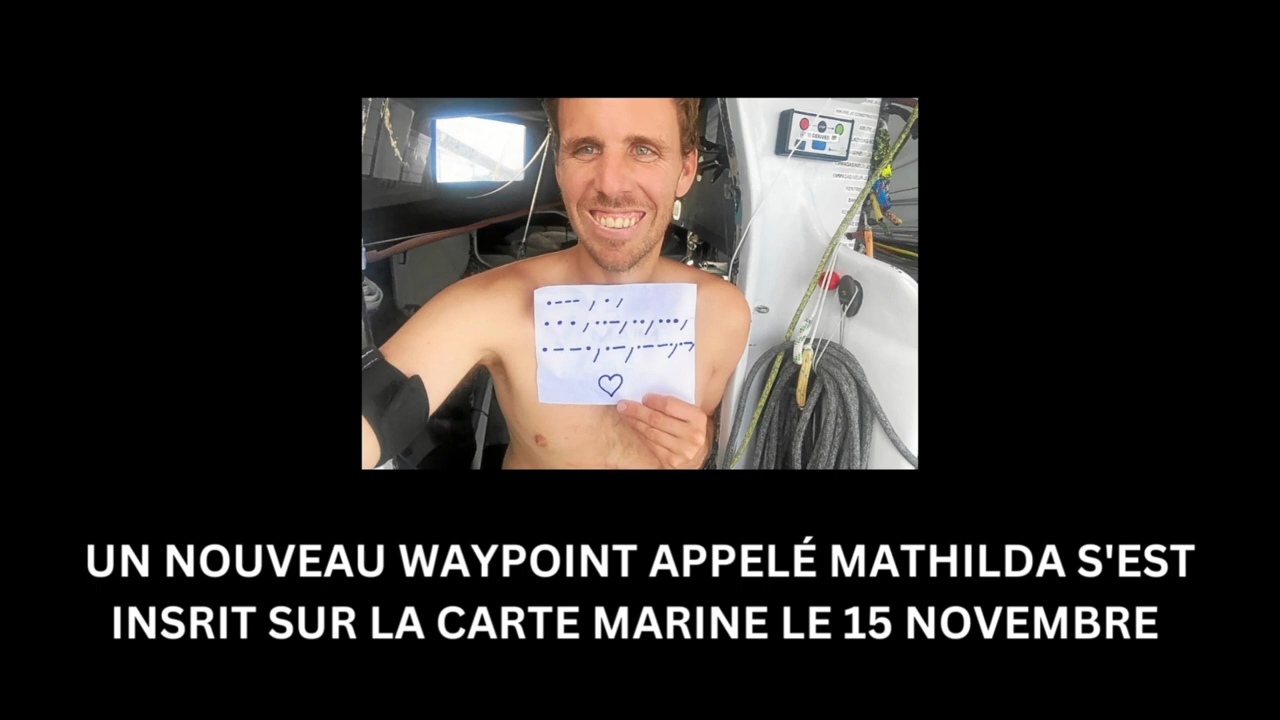 •--- / • /
• • • / ••– / •• / ••• /
• – – • / • – / • – – • / • –
♡
UN NOUVEAU WAYPOINT APPELÉ MATHILDA S'EST
INSRIT SUR LA CARTE MARINE LE 15 NOVEMBRE